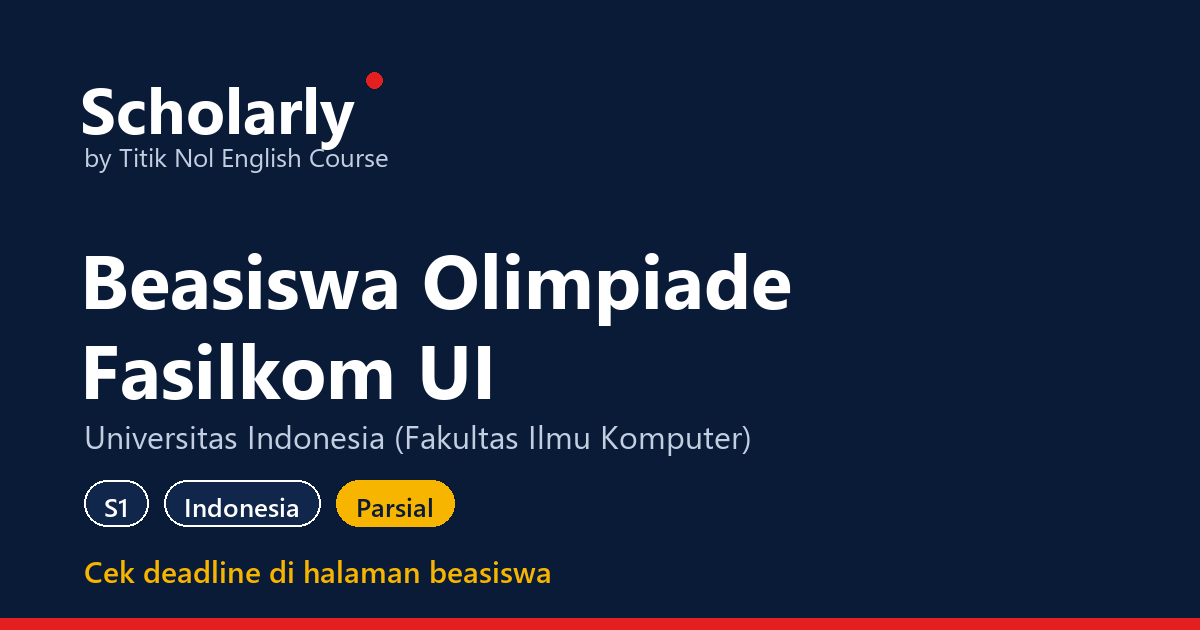 Scholarly
by Titik Nol English Course
Beasiswa Olimpiade
Fasilkom UI
Universitas Indonesia (Fakultas Ilmu Komputer)
S1 Indonesia Parsial
Cek deadline di halaman beasiswa